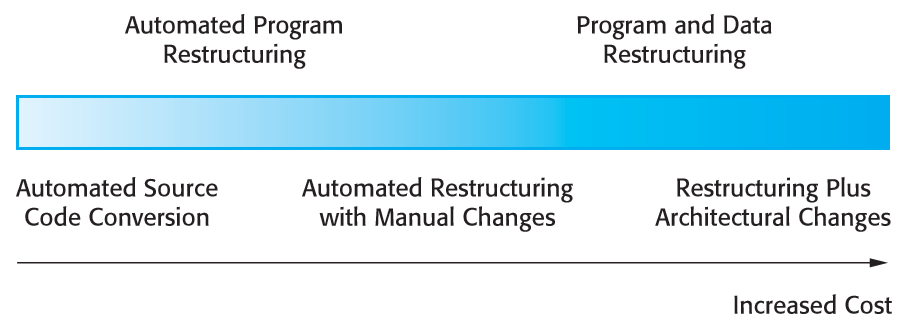 Automated Program
Restructuring
Program and Data
Restructuring
Automated Source
Code Conversion
Automated Restructuring
with Manual Changes
Restructuring Plus
Architectural Changes
Increased Cost